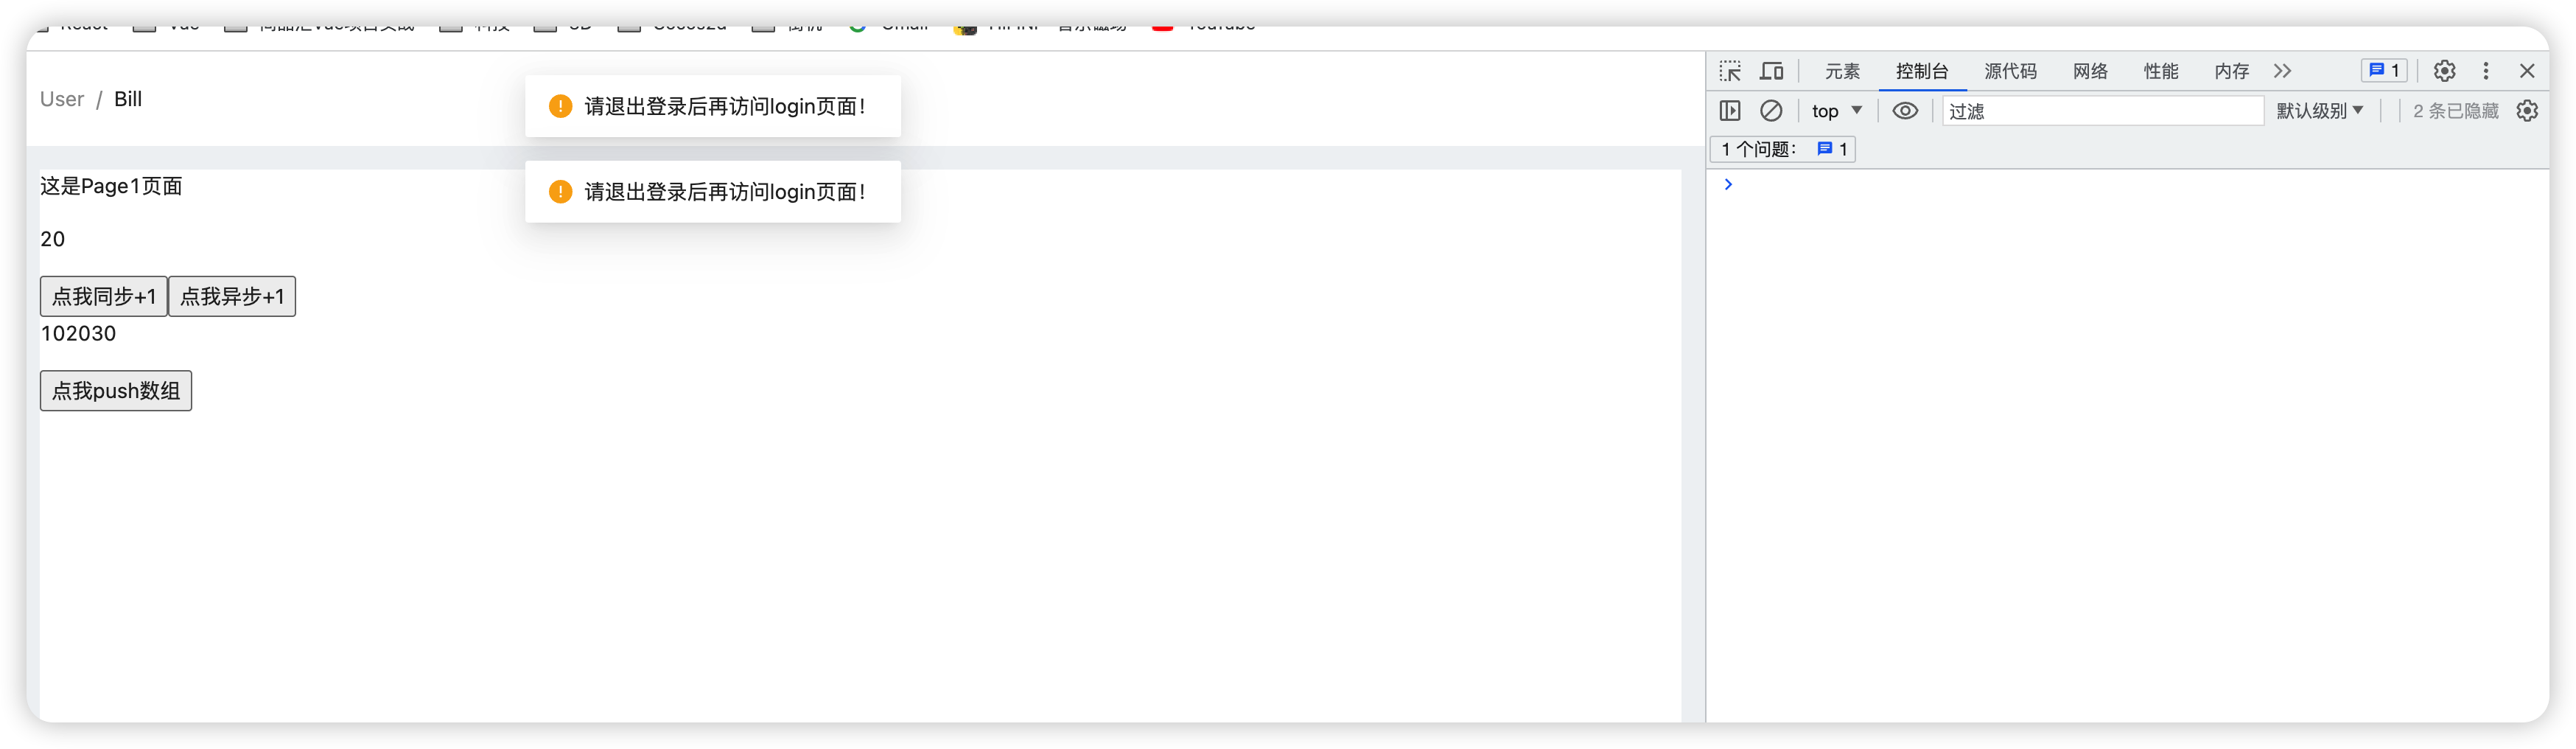 User / Bill
请退出登录后再访问login页面！
请退出登录后再访问login页面！
这是Page1页面
20
点我同步+1 点我异步+1
102030
点我push数组
元素 控制台 源代码 网络 性能 内存 1
top 过滤 默认级别 2 条已隐藏
1 个问题： 1